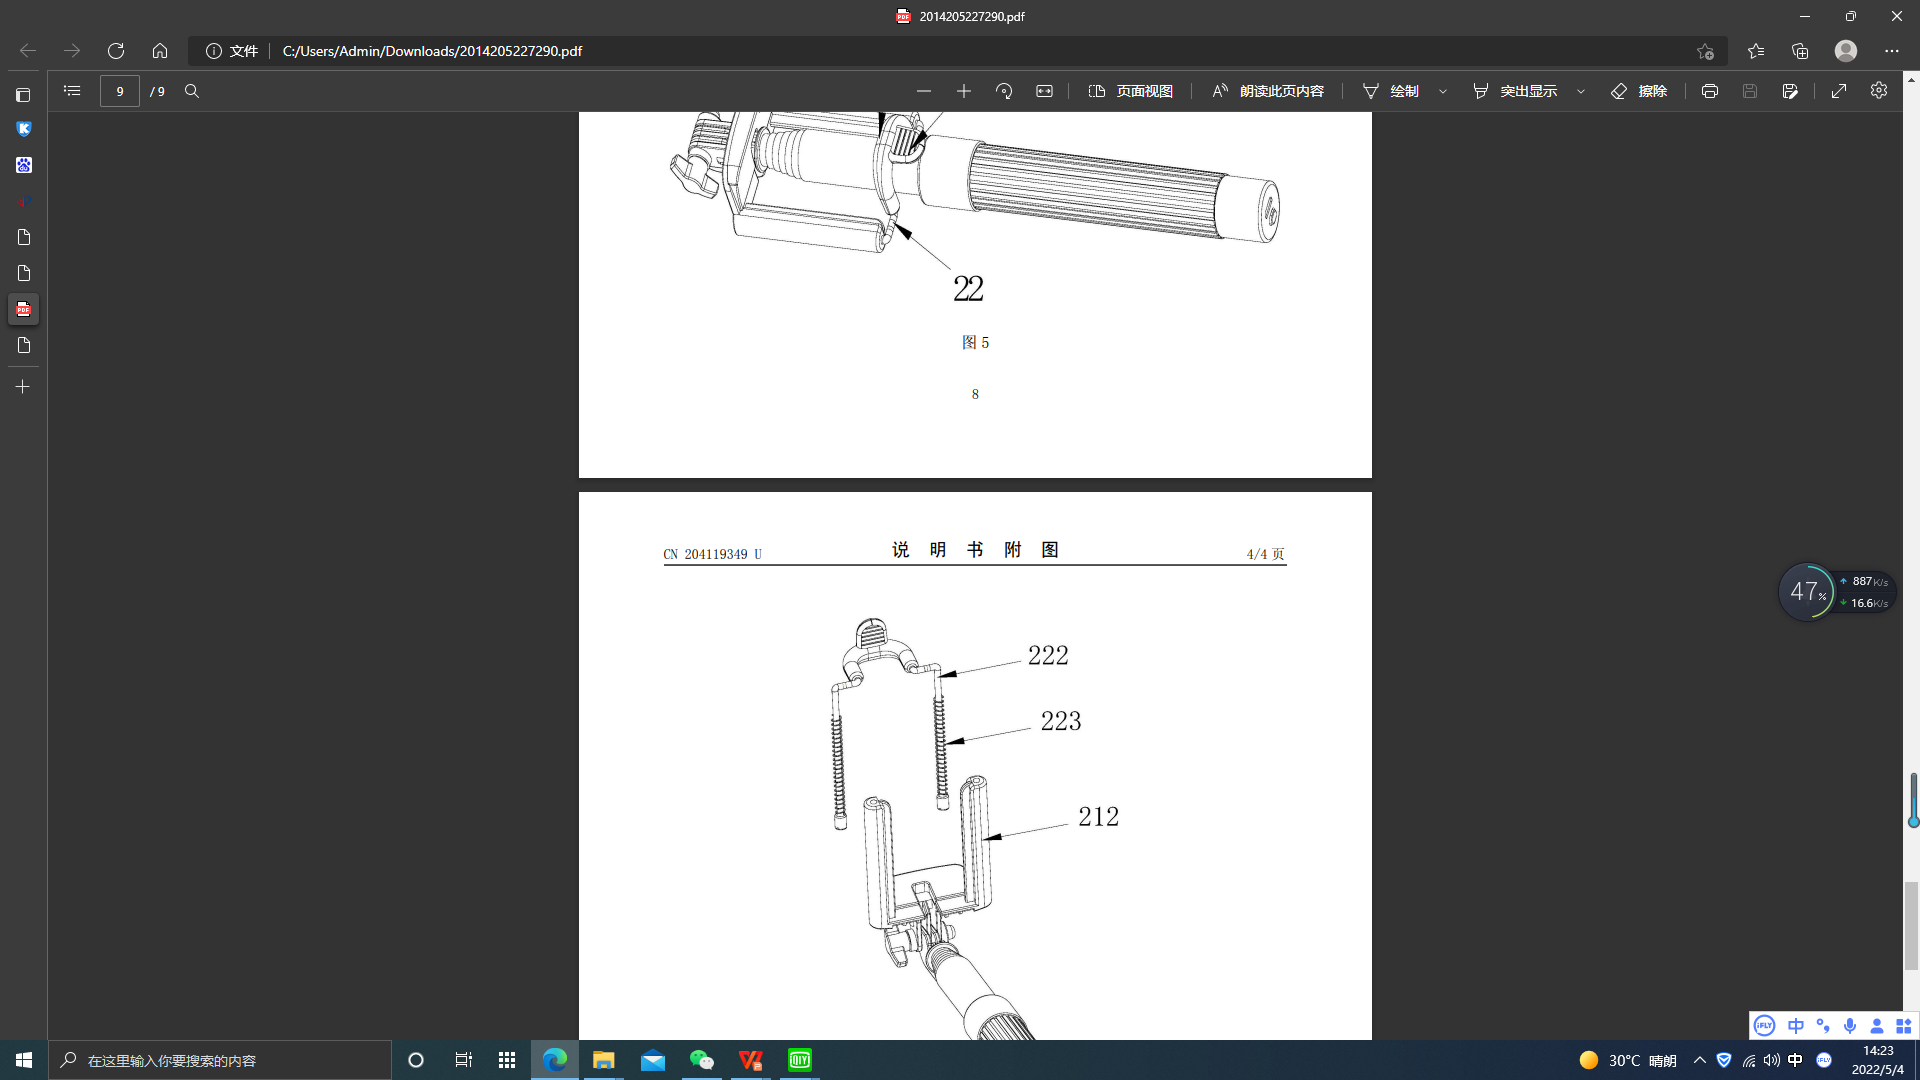 2014205227290.pdf
文件 C:/Users/Admin/Downloads/2014205227290.pdf
9 / 9 页面视图 朗读此页内容 绘制 突出显示 擦除
22
图 5
8
CN 204119349 U 说 明 书 附 图 4/4 页
222
223
212
47% 887K/s
16.6K/s
iFLY 中
在这里输入你要搜索的内容
QIY
30°C 晴朗
中
14:23
2022/5/4